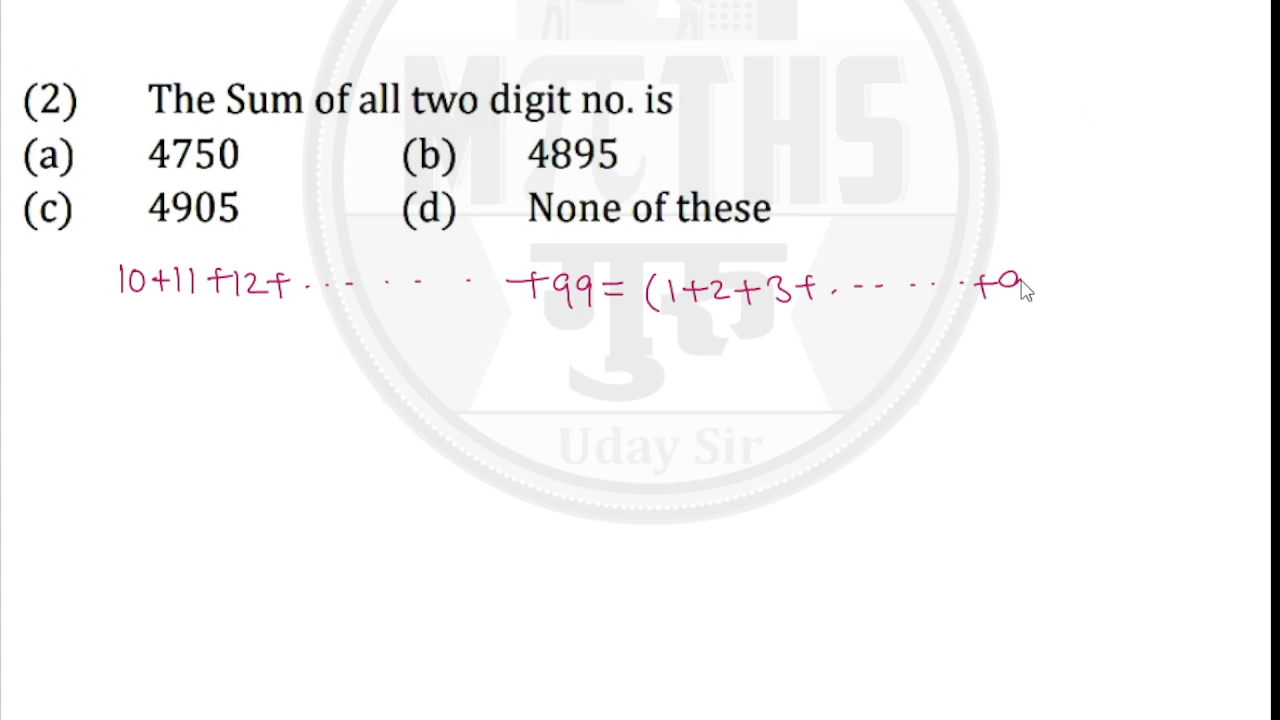 (2) The Sum of all two digit no. is
(a) 4750 (b) 4895
(c) 4905 (d) None of these
10+11+12+...... +99=(1+2+3+.......+9
MATHS
गुरु
Uday Sir